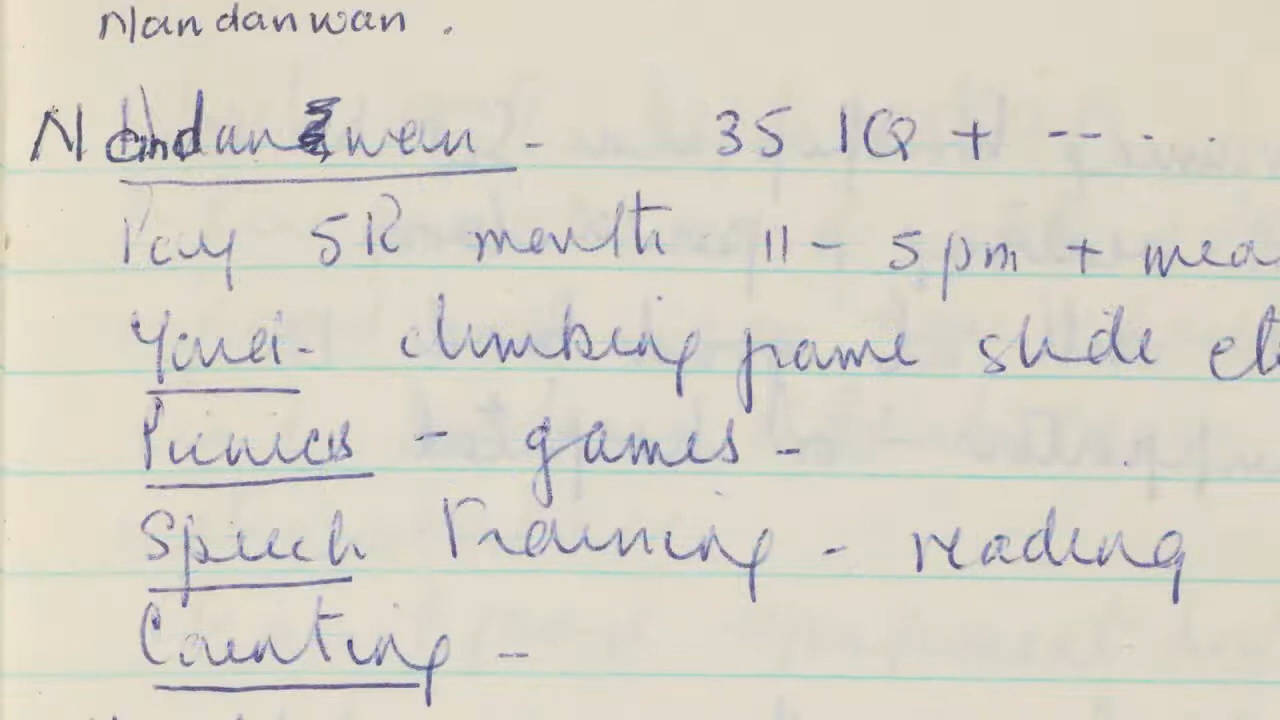 Nandanwan.
Nandanwan - 35 IQ + -- . .
Pay 5R month 11 - 5pm + mea
climbing frame slide et
Picnics - games -
Speech Training - reading
Counting -